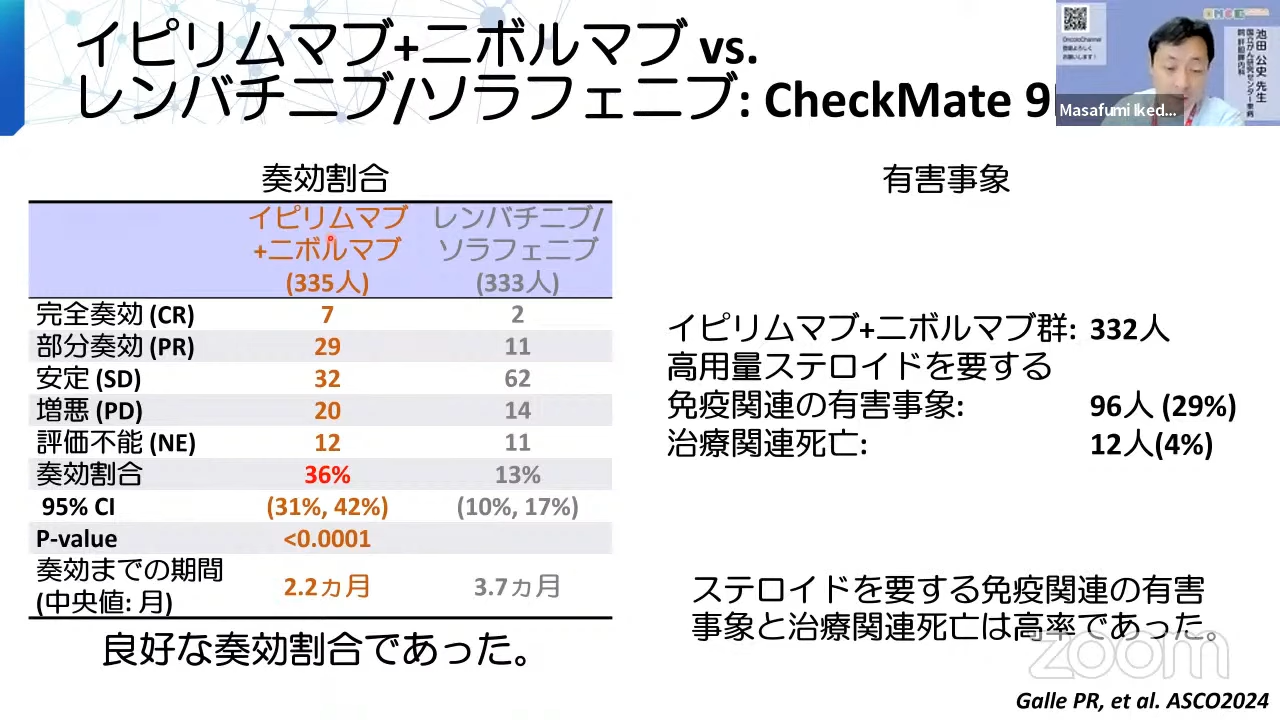 イピリムマブ+ニボルマブ vs.
レンバチニブ/ソラフェニブ: CheckMate 9
Masafumi Iked...
池田 公史 先生
奏効割合
有害事象
イピリムマブ
+ニボルマブ
(335人)
レンバチニブ/
ソラフェニブ
(333人)
完全奏効 (CR) 7 2
部分奏効 (PR) 29 11
安定 (SD) 32 62
増悪 (PD) 20 14
評価不能 (NE) 12 11
奏効割合 36% 13%
95% CI (31%, 42%) (10%, 17%)
P-value <0.0001
奏効までの期間
(中央値: 月) 2.2ヵ月 3.7ヵ月
良好な奏効割合であった。
イピリムマブ+ニボルマブ群: 332人
高用量ステロイドを要する
免疫関連の有害事象: 96人 (29%)
治療関連死亡: 12人(4%)
ステロイドを要する免疫関連の有害
事象と治療関連死亡は高率であった。
zoom
Galle PR, et al. ASCO2024